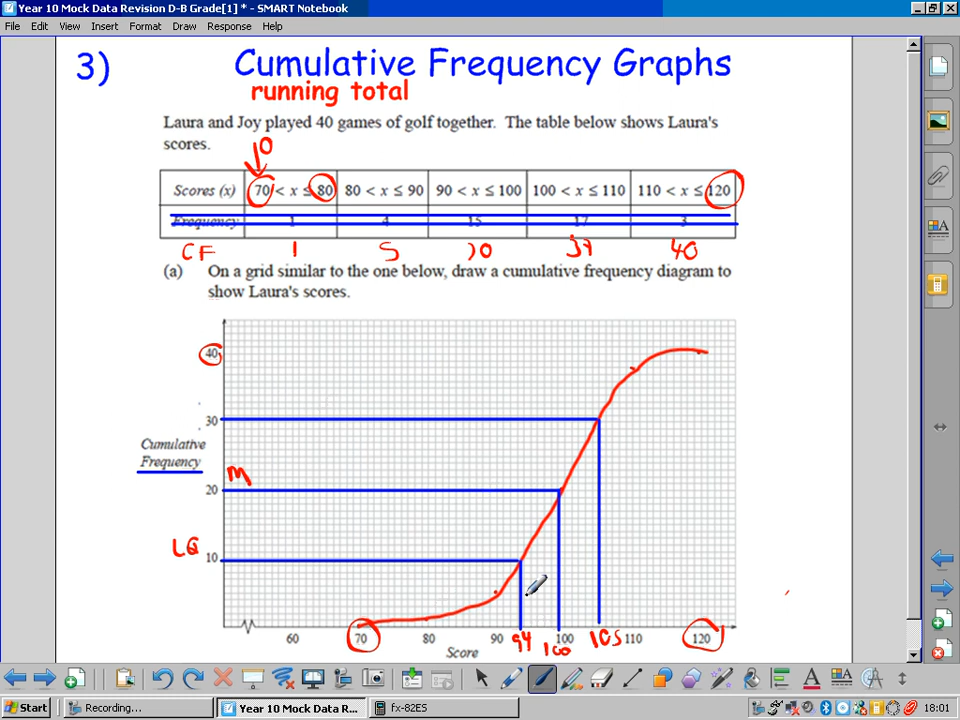 Year 10 Mock Data Revision D-B Grade[1] * - SMART Notebook
File Edit View Insert Format Draw Response Help
3) Cumulative Frequency Graphs
running total
Laura and Joy played 40 games of golf together. The table below shows Laura's
scores.
0
Scores (x) 70 < x ≤ 80 80 < x ≤ 90 90 < x ≤ 100 100 < x ≤ 110 110 < x ≤ 120
Frequency 1 4 15 17 3
CF 1 5 20 37 40
(a) On a grid similar to the one below, draw a cumulative frequency diagram to
show Laura's scores.
40
30
Cumulative
Frequency
M
20
LQ
10
60 70 80 90 100 110 120
94 100 105
Score
Start Recording... Year 10 Mock Data R... fx-82ES 18:01